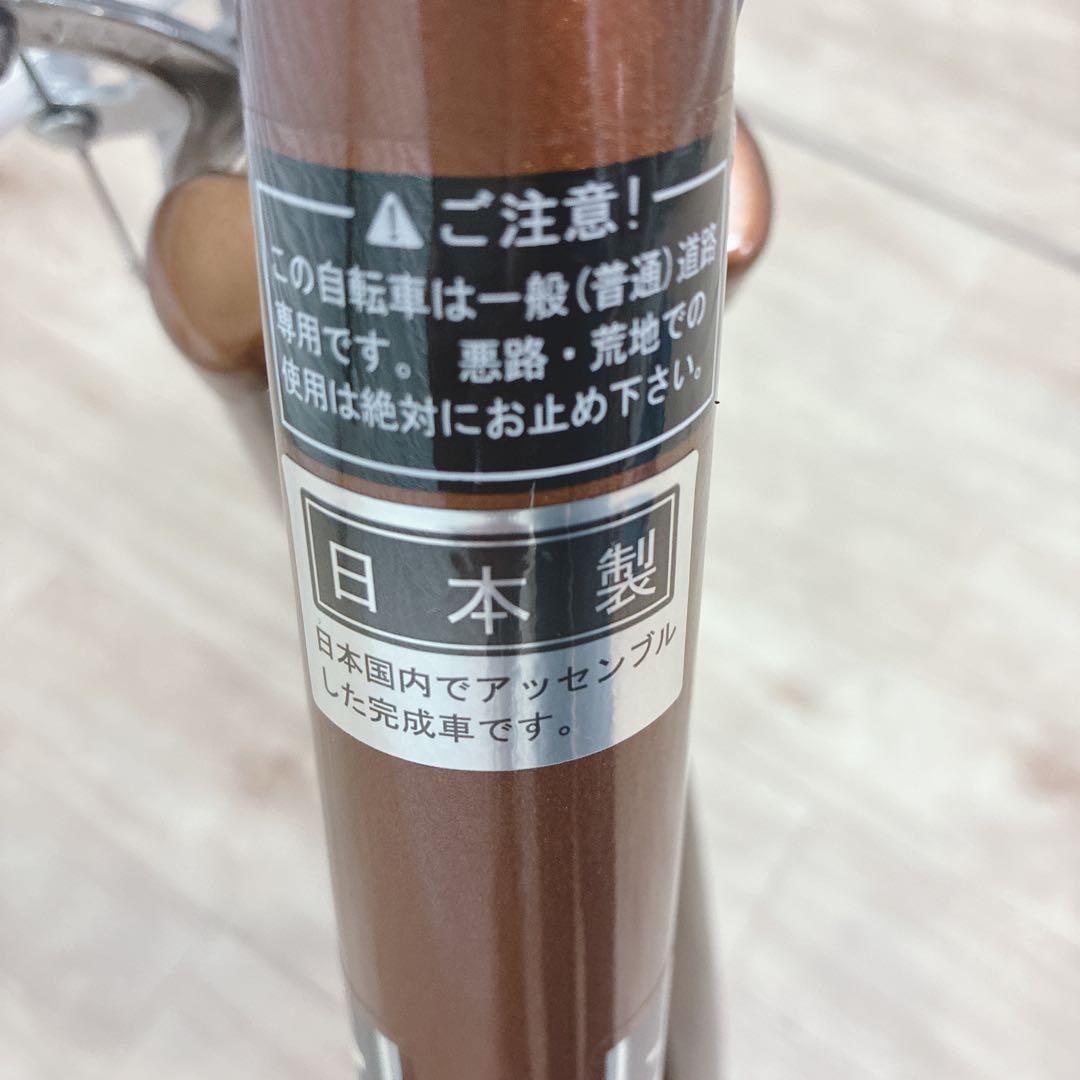 ご注意!
この自転車は一般(普通)道路
専用です。 悪路・荒地での
使用は絶対にお止め下さい。
日本製
日本国内でアッセンブル
した完成車です。